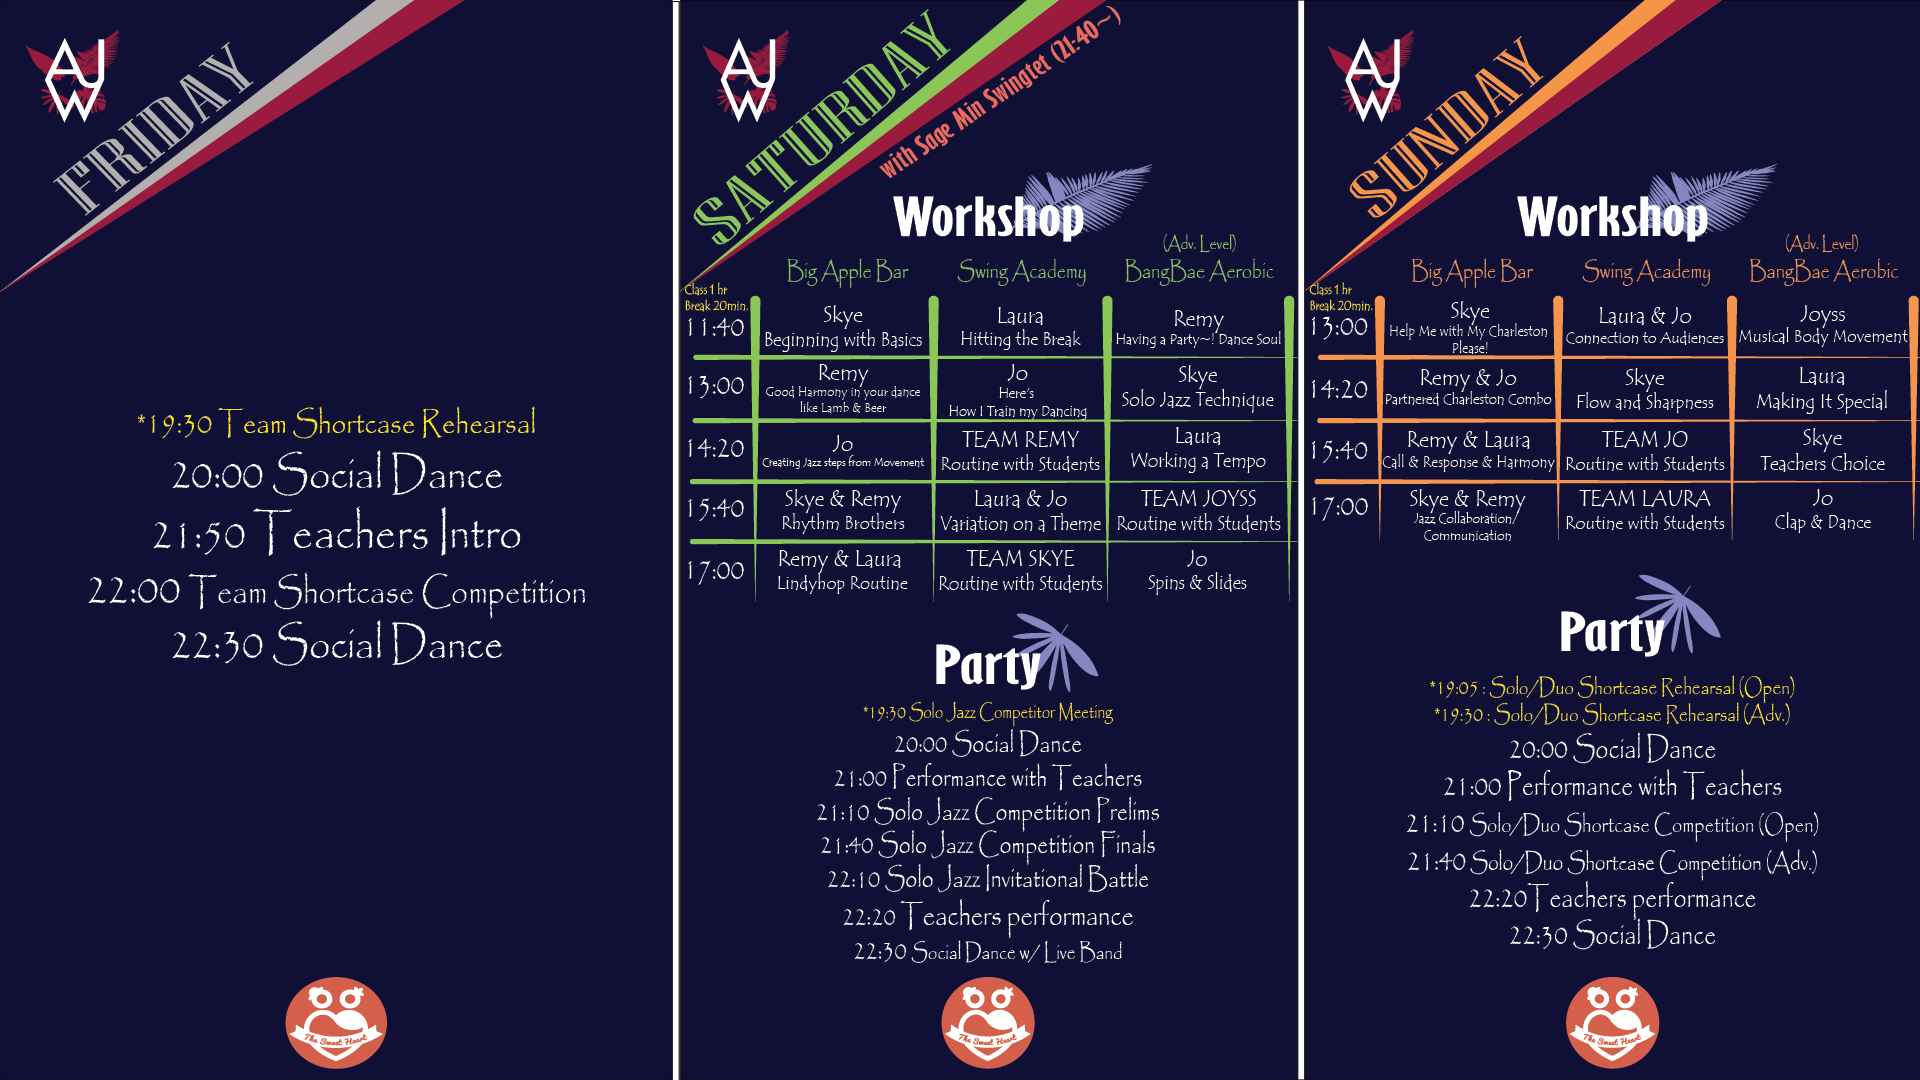 AJW
FRIDAY
*19:30 Team Shortcase Rehearsal
20:00 Social Dance
21:50 Teachers Intro
22:00 Team Shortcase Competition
22:30 Social Dance
The Sweet Heart
AJW
SATURDAY
with Sage Min Swingtet (21:40~)
Workshop
(Adv. Level)
Big Apple Bar Swing Academy BangBae Aerobic
Class 1 hr
Break 20min.
11:40
Skye
Beginning with Basics
Laura
Hitting the Break
Remy
Having a Party~! Dance Soul
13:00
Remy
Good Harmony in your dance
like Lamb & Beer
Jo
Here's
How I Train my Dancing
Skye
Solo Jazz Technique
14:20
Jo
Creating Jazz steps from Movement
TEAM REMY
Routine with Students
Laura
Working a Tempo
15:40
Skye & Remy
Rhythm Brothers
Laura & Jo
Variation on a Theme
TEAM JOYSS
Routine with Students
17:00
Remy & Laura
Lindyhop Routine
TEAM SKYE
Routine with Students
Jo
Spins & Slides
Party
*19:30 Solo Jazz Competitor Meeting
20:00 Social Dance
21:00 Performance with Teachers
21:10 Solo Jazz Competition Prelims
21:40 Solo Jazz Competition Finals
22:10 Solo Jazz Invitational Battle
22:20 Teachers performance
22:30 Social Dance w/ Live Band
The Sweet Heart
AJW
SUNDAY
Workshop
(Adv. Level)
Big Apple Bar Swing Academy BangBae Aerobic
Class 1 hr
Break 20min.
13:00
Skye
Help Me with My Charleston
Please!
Laura & Jo
Connection to Audiences
Joyss
Musical Body Movement
14:20
Remy & Jo
Partnered Charleston Combo
Skye
Flow and Sharpness
Laura
Making It Special
15:40
Remy & Laura
Call & Response & Harmony
TEAM JO
Routine with Students
Skye
Teachers Choice
17:00
Skye & Remy
Jazz Collaboration/
Communication
TEAM LAURA
Routine with Students
Jo
Clap & Dance
Party
*19:05 : Solo/Duo Shortcase Rehearsal (Open)
*19:30 : Solo/Duo Shortcase Rehearsal (Adv.)
20:00 Social Dance
21:00 Performance with Teachers
21:10 Solo/Duo Shortcase Competition (Open)
21:40 Solo/Duo Shortcase Competition (Adv.)
22:20 Teachers performance
22:30 Social Dance
The Sweet Heart